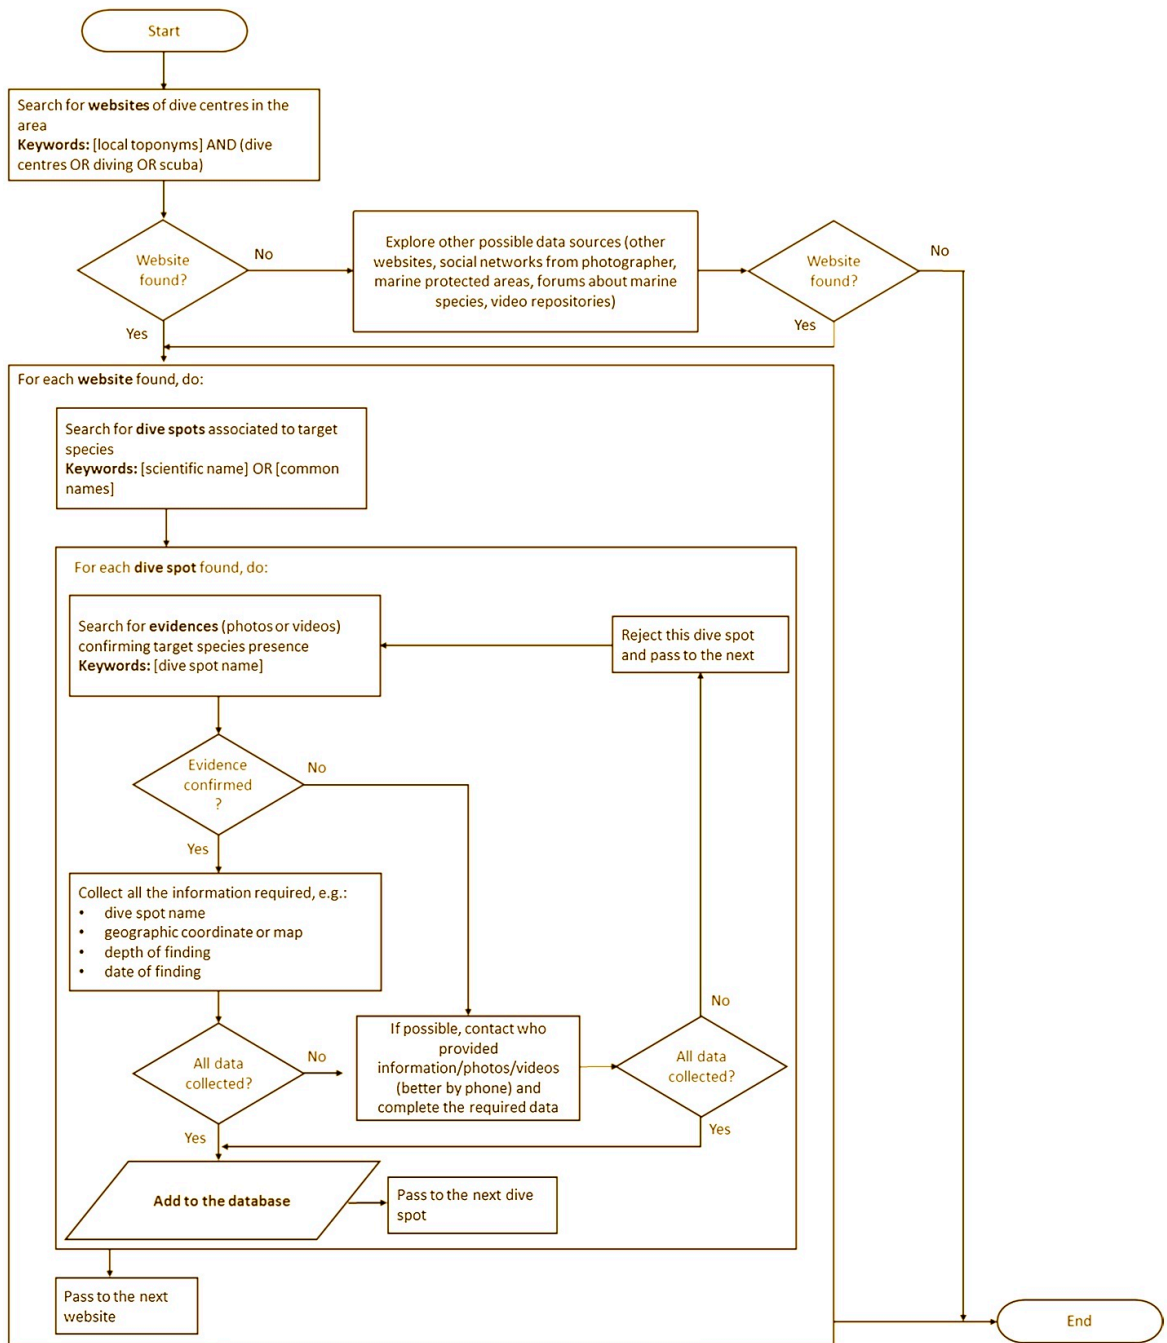 Start
Search for websites of dive centres in the
area
Keywords: [local toponyms] AND (dive
centres OR diving OR scuba)
Website
found?
No
Explore other possible data sources (other
websites, social networks from photographer,
marine protected areas, forums about marine
species, video repositories)
Website
found?
No
Yes
Yes
For each website found, do:
Search for dive spots associated to target
species
Keywords: [scientific name] OR [common
names]
For each dive spot found, do:
Search for evidences (photos or videos)
confirming target species presence
Keywords: [dive spot name]
Reject this dive spot
and pass to the next
Evidence
confirmed
?
No
Yes
Collect all the information required, e.g.:
• dive spot name
• geographic coordinate or map
• depth of finding
• date of finding
All data
collected?
No
If possible, contact who
provided
information/photos/videos
(better by phone) and
complete the required data
No
All data
collected?
Yes
Yes
Add to the database
Pass to the next dive
spot
Pass to the next
website
End